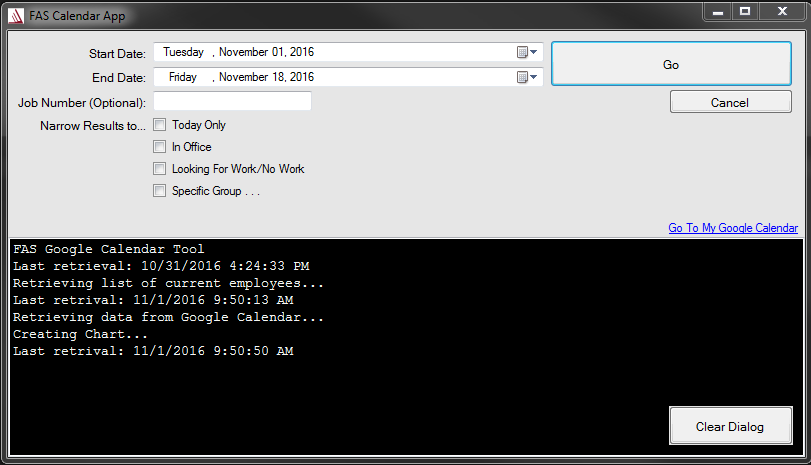 FAS Calendar App
Start Date: Tuesday , November 01, 2016
Go
End Date: Friday , November 18, 2016
Job Number (Optional):
Cancel
Narrow Results to... Today Only
In Office
Looking For Work/No Work
Specific Group . . .
Go To My Google Calendar
FAS Google Calendar Tool
Last retrieval: 10/31/2016 4:24:33 PM
Retrieving list of current employees...
Last retrieval: 11/1/2016 9:50:13 AM
Retrieving data from Google Calendar...
Creating Chart...
Last retrival: 11/1/2016 9:50:50 AM
Clear Dialog